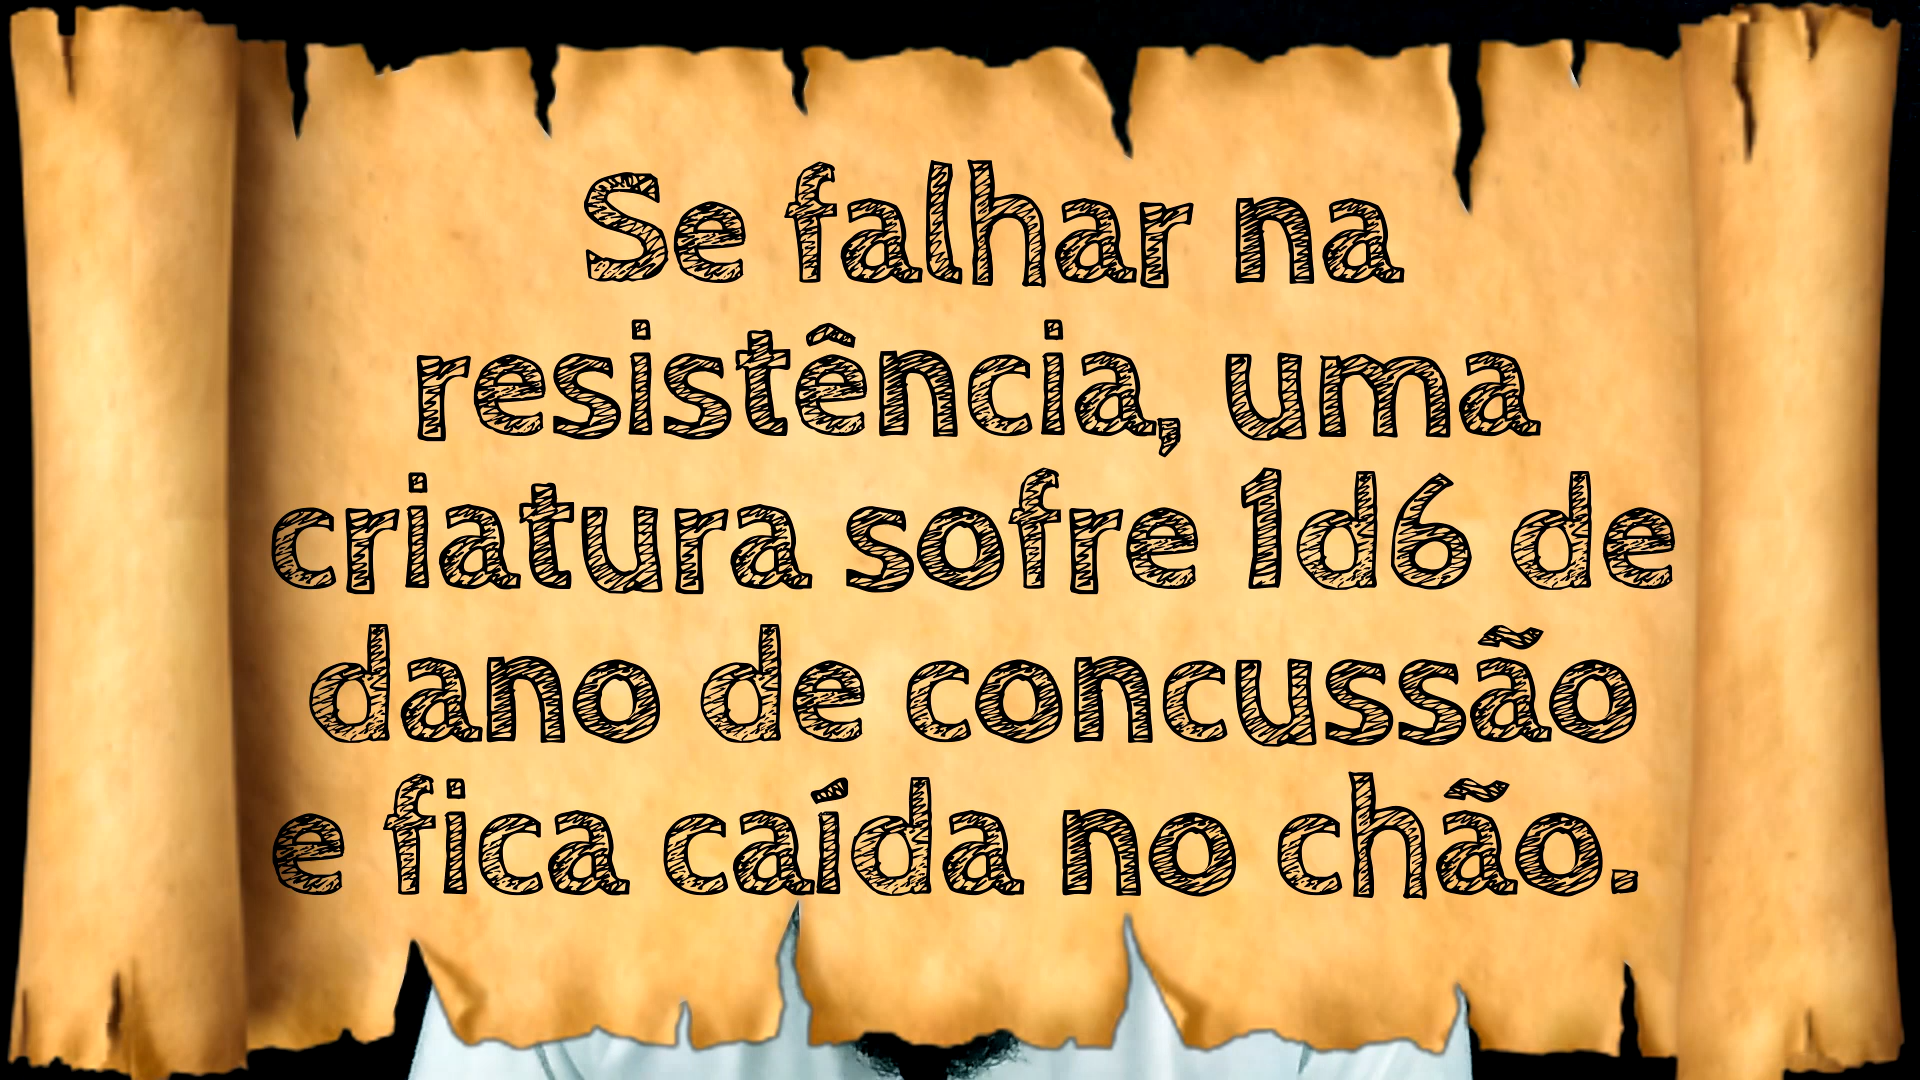 Se falhar na
resistência, uma
criatura sofre 1d6 de
dano de concussão
e fica caída no chão.